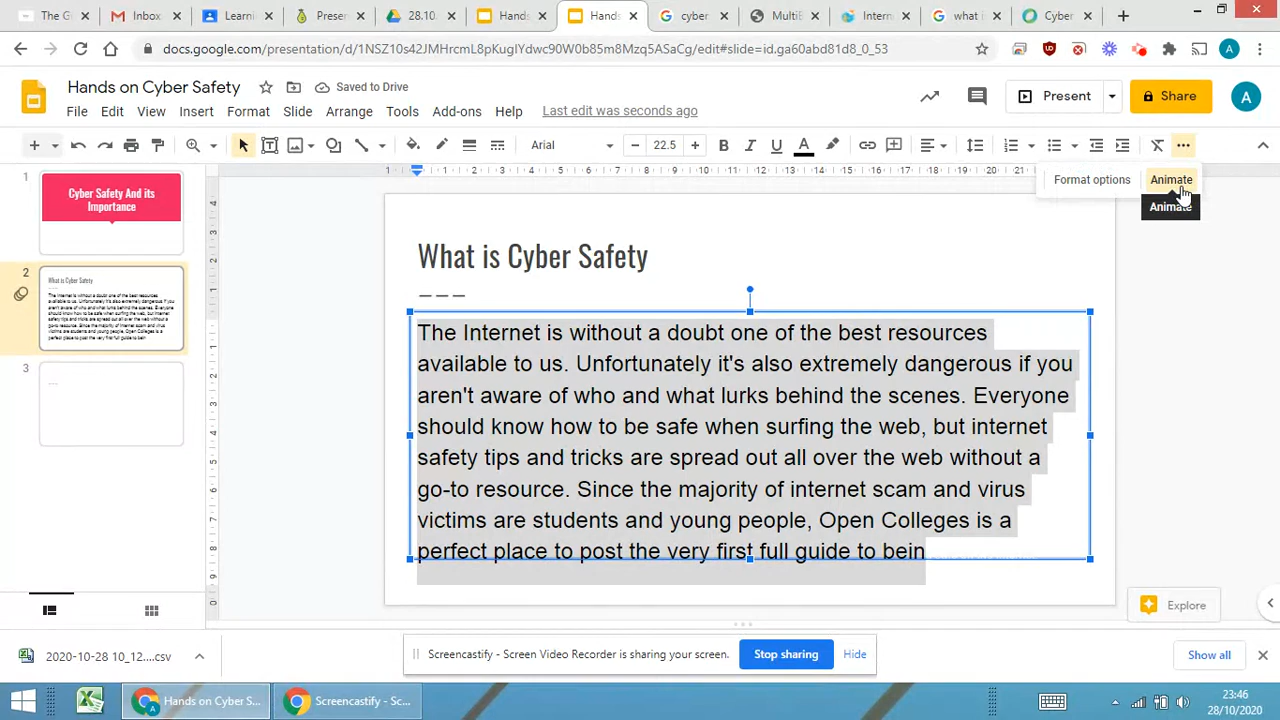 The G
Inbox
Learni
Preser
28.10.
Hands
Hands
cyber
MultiE
Intern
what i
Cyber
docs.google.com/presentation/d/1NSZ10s42JMHrcmL8pKugIYdwc90W0b85m8Mzq5ASaCg/edit#slide=id.ga60abd81d8_0_53
A
Hands on Cyber Safety
Saved to Drive
Present
Share
A
File Edit View Insert Format Slide Arrange Tools Add-ons Help Last edit was seconds ago
Arial
22.5
B I U A
Format options
Animate
Animate
1
Cyber Safety And its
Importance
2
What is Cyber Safety
The Internet is without a doubt one of the best resources
available to us. Unfortunately it's also extremely dangerous if you
aren't aware of who and what lurks behind the scenes. Everyone
should know how to be safe when surfing the web, but internet
safety tips and tricks are spread out all over the web without a
go-to resource. Since the majority of internet scam and virus
victims are students and young people, Open Colleges is a
perfect place to post the very first full guide to bein
3
What is Cyber Safety
The Internet is without a doubt one of the best resources
available to us. Unfortunately it's also extremely dangerous if you
aren't aware of who and what lurks behind the scenes. Everyone
should know how to be safe when surfing the web, but internet
safety tips and tricks are spread out all over the web without a
go-to resource. Since the majority of internet scam and virus
victims are students and young people, Open Colleges is a
perfect place to post the very first full guide to bein
Explore
2020-10-28 10_12....csv
Screencastify - Screen Video Recorder is sharing your screen.
Stop sharing
Hide
Show all
Hands on Cyber S...
Screencastify - Sc...
23:46
28/10/2020